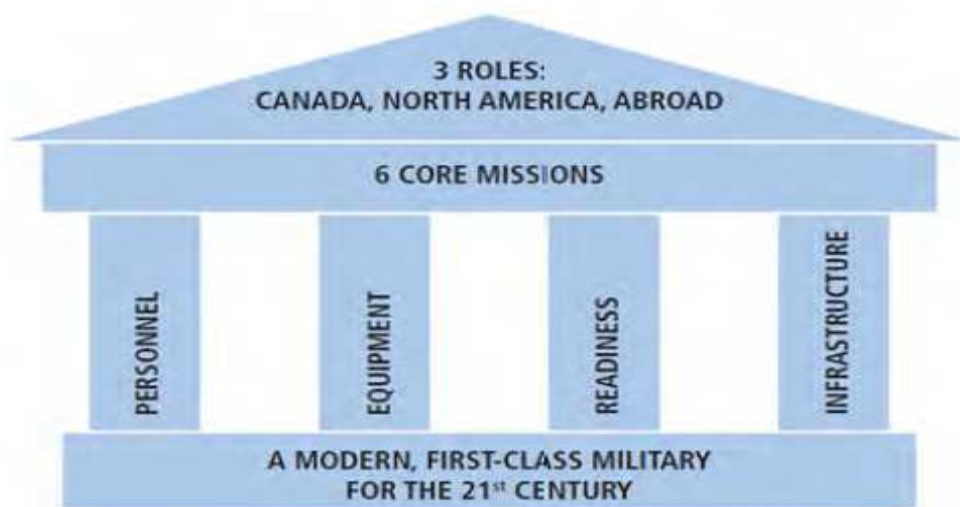 3 ROLES:
CANADA, NORTH AMERICA, ABROAD
6 CORE MISSIONS
PERSONNEL
EQUIPMENT
READINESS
INFRASTRUCTURE
A MODERN, FIRST-CLASS MILITARY
FOR THE 21st CENTURY